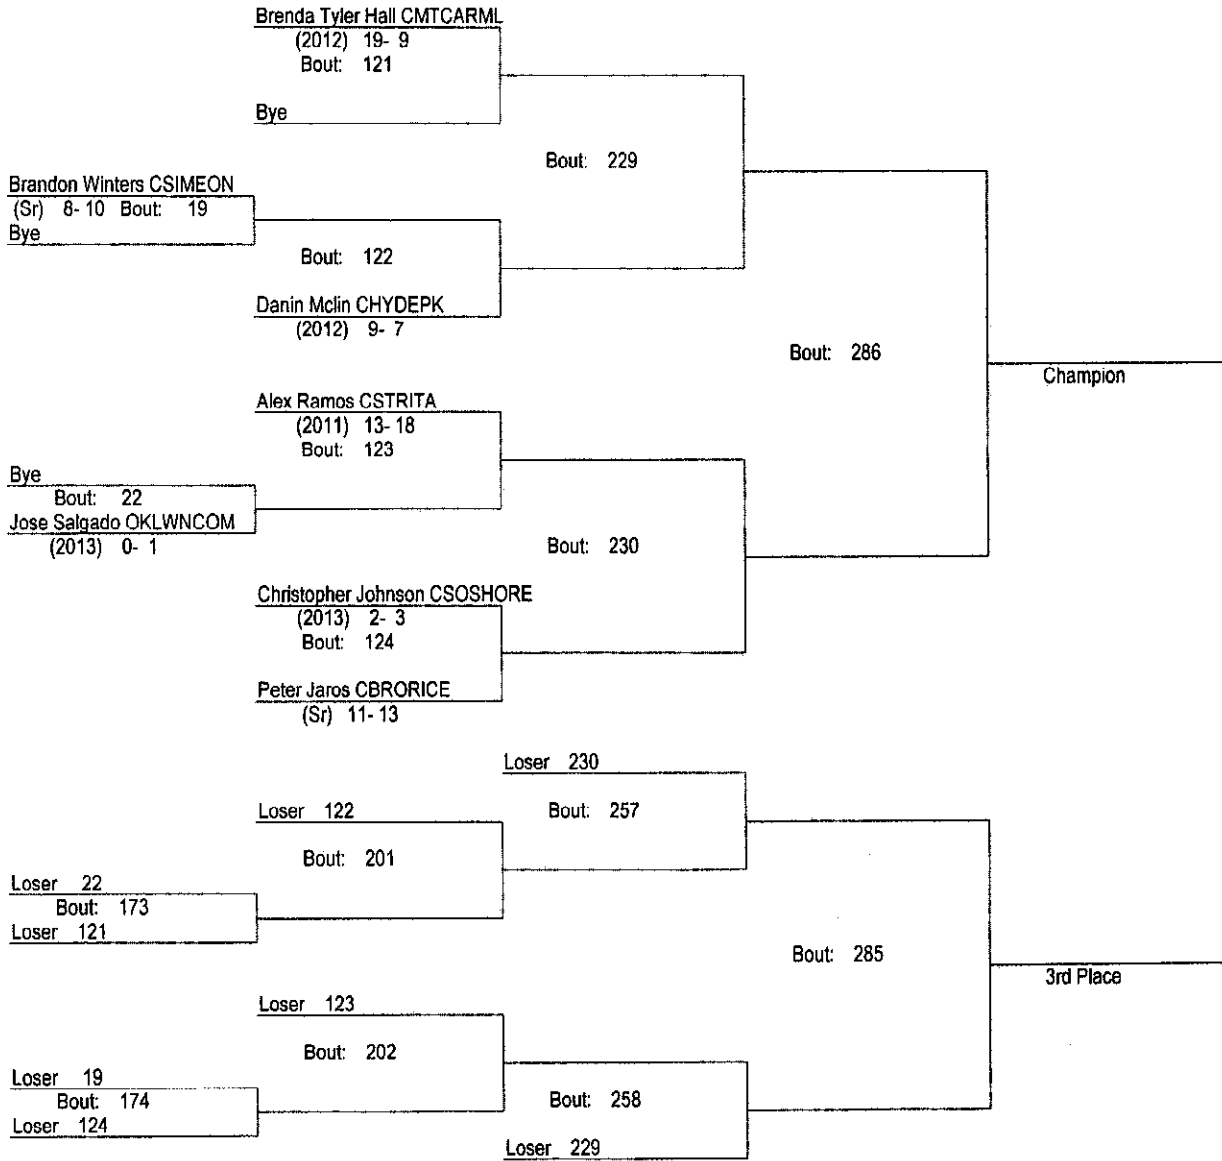 Brenda Tyler Hall CMTCARML
(2012) 19- 9
Bout: 121
Bye
Bout: 229
Brandon Winters CSIMEON
(Sr) 8- 10 Bout: 19
Bye
Bout: 122
Danin Mclin CHYDEPK
(2012) 9- 7
Bout: 286
Champion
Alex Ramos CSTRITA
(2011) 13- 18
Bout: 123
Bye
Bout: 22
Jose Salgado OKLWNCOM
(2013) 0- 1
Bout: 230
Christopher Johnson CSOSHORE
(2013) 2- 3
Bout: 124
Peter Jaros CBRORICE
(Sr) 11- 13
Loser 230
Bout: 257
Loser 122
Bout: 201
Loser 22
Bout: 173
Loser 121
Bout: 285
3rd Place
Loser 123
Bout: 202
Loser 19
Bout: 174
Loser 124
Bout: 258
Loser 229